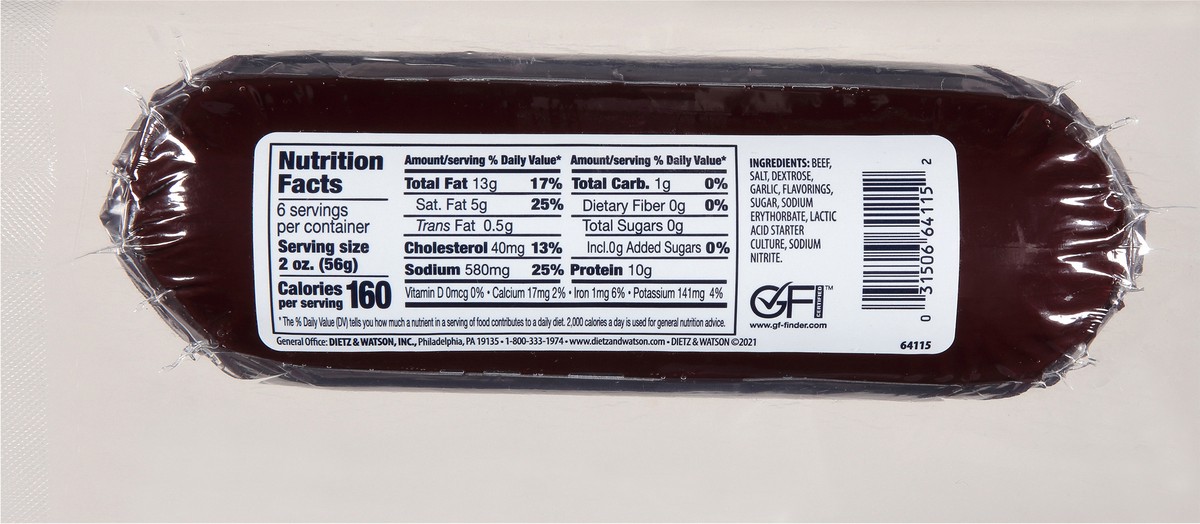 Nutrition
Facts
6 servings
per container
Serving size
2 oz. (56g)
Calories 160
per serving
Amount/serving % Daily Value*
Total Fat 13g 17%
Sat. Fat 5g 25%
Trans Fat 0.5g
Cholesterol 40mg 13%
Sodium 580mg 25%
Amount/serving % Daily Value*
Total Carb. 1g 0%
Dietary Fiber 0g 0%
Total Sugars 0g
Incl.0g Added Sugars 0%
Protein 10g
Vitamin D 0mcg 0% • Calcium 17mg 2% • Iron 1mg 6% • Potassium 141mg 4%
* The % Daily Value (DV) tells you how much a nutrient in a serving of food contributes to a daily diet. 2,000 calories a day is used for general nutrition advice.
General Office: DIETZ & WATSON, INC., Philadelphia, PA 19135 • 1-800-333-1974 • www.dietzandwatson.com • DIETZ & WATSON ©2021
INGREDIENTS: BEEF,
SALT, DEXTROSE,
GARLIC, FLAVORINGS,
SUGAR, SODIUM
ERYTHORBATE, LACTIC
ACID STARTER
CULTURE, SODIUM
NITRITE.
GF CERTIFIED ™
www.gf-finder.com
0 31506 64115 2
64115